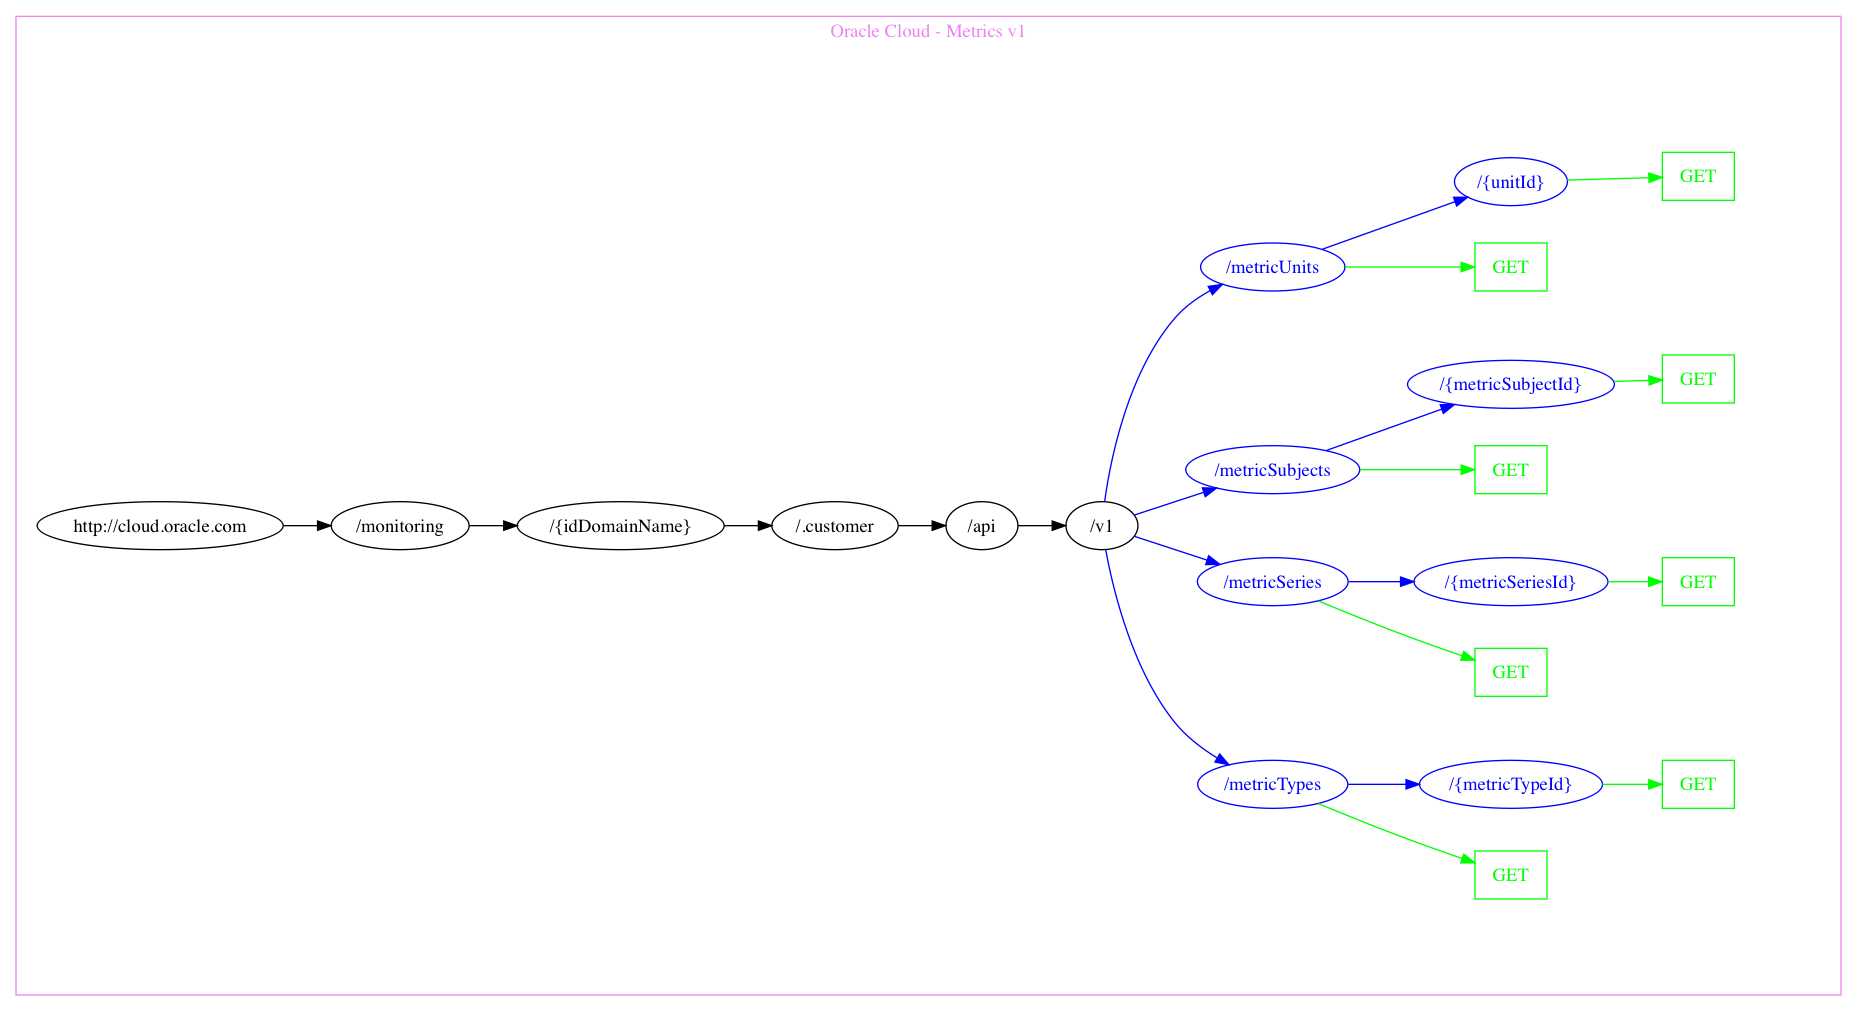 Oracle Cloud - Metrics v1
http://cloud.oracle.com
/monitoring
/{idDomainName}
/.customer
/api
/v1
/metricUnits
/{unitId}
GET
GET
/metricSubjects
/{metricSubjectId}
GET
GET
/metricSeries
/{metricSeriesId}
GET
GET
/metricTypes
/{metricTypeId}
GET
GET